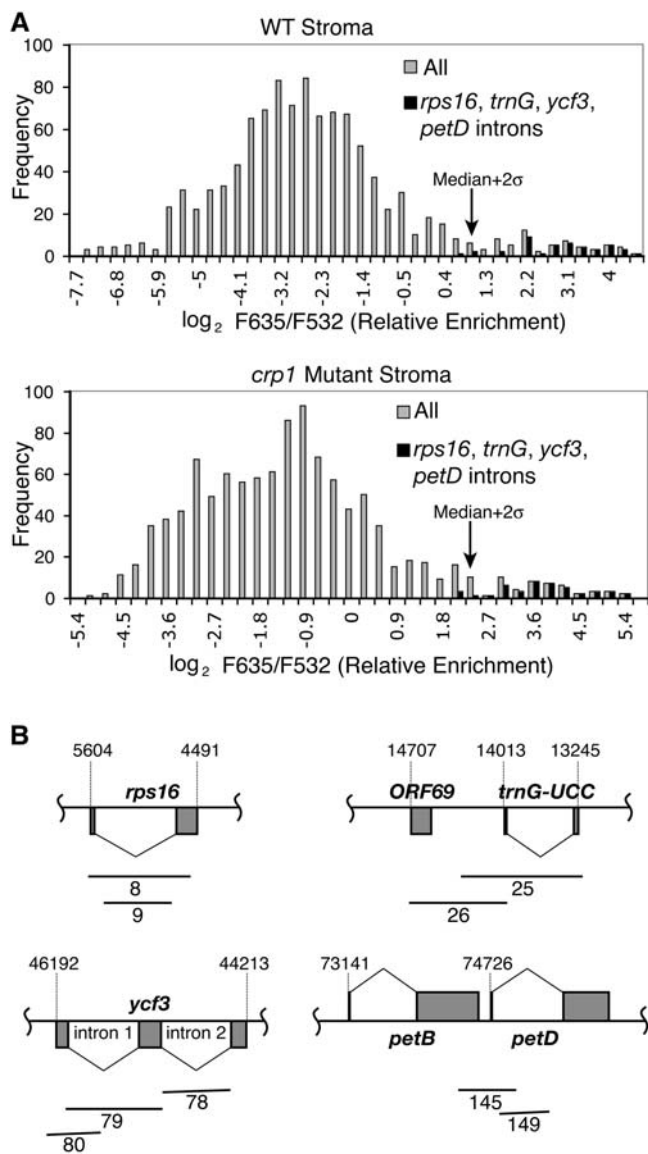 A
WT Stroma
100
80
60
40
20
0
Frequency
All
rps16, trnG, ycf3,
petD introns
Median+2σ
-7.7
-6.8
-5.9
-5
-4.1
-3.2
-2.3
-1.4
-0.5
0.4
1.3
2.2
3.1
4
log2 F635/F532 (Relative Enrichment)
crp1 Mutant Stroma
100
80
60
40
20
0
Frequency
All
rps16, trnG, ycf3,
petD introns
Median+2σ
-5.4
-4.5
-3.6
-2.7
-1.8
-0.9
0
0.9
1.8
2.7
3.6
4.5
5.4
log2 F635/F532 (Relative Enrichment)
B
5604 4491
rps16
8
9
14707 14013 13245
ORF69 trnG-UCC
25
26
46192 44213
ycf3
intron 1 intron 2
78
79
80
73141 74726
petB petD
145
149